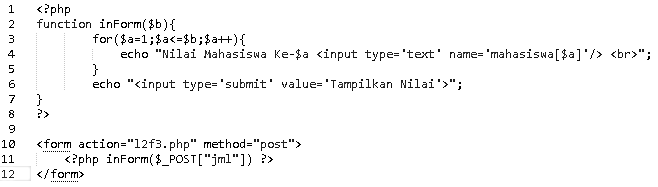 1 <?php
2 function inForm($b){
3 for($a=1;$a<=$b;$a++){
4 echo "Nilai Mahasiswa Ke-$a <input type='text' name='mahasiswa[$a]'/> <br>";
5 }
6 echo "<input type='submit' value='Tampilkan Nilai'>";
7 }
8 ?>
9
10 <form action="l2f3.php" method="post">
11 <?php inForm($_POST["jml"]) ?>
12 </form>